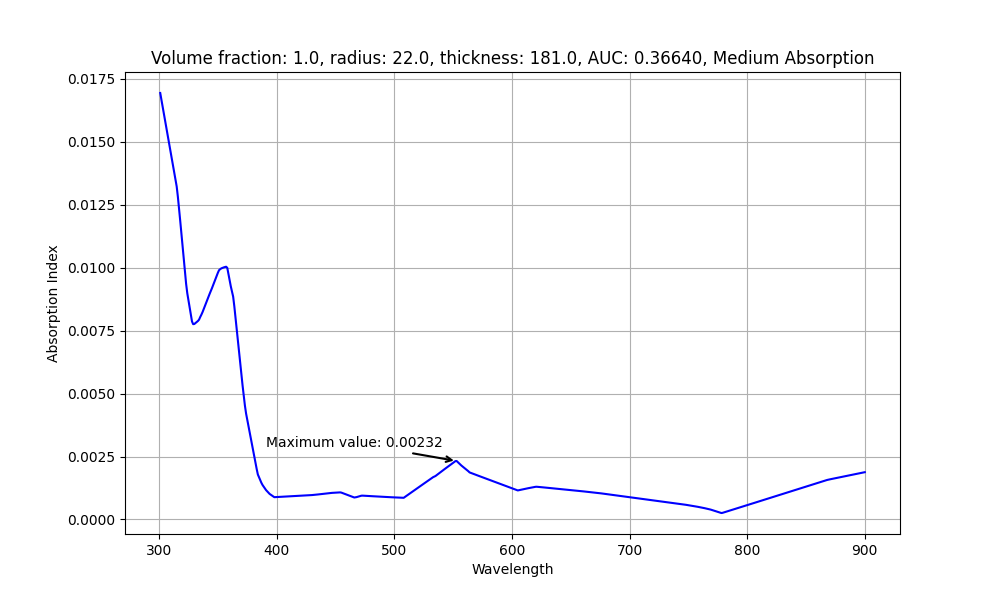 Volume fraction: 1.0, radius: 22.0, thickness: 181.0, AUC: 0.36640, Medium Absorption
0.0175
0.0150
0.0125
0.0100
0.0075
0.0050
0.0025
0.0000
Absorption Index
Maximum value: 0.00232
300 400 500 600 700 800 900
Wavelength